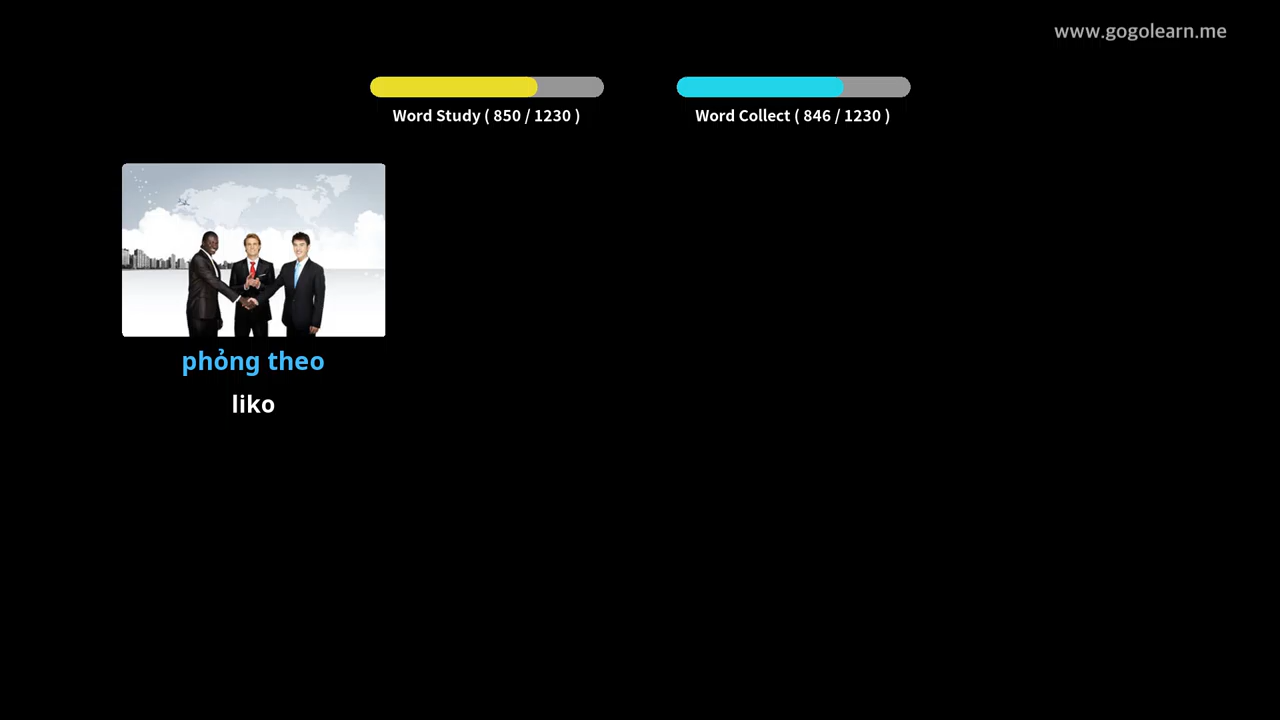 www.gogolearn.me
Word Study ( 850 / 1230 )
Word Collect ( 846 / 1230 )
phỏng theo
liko